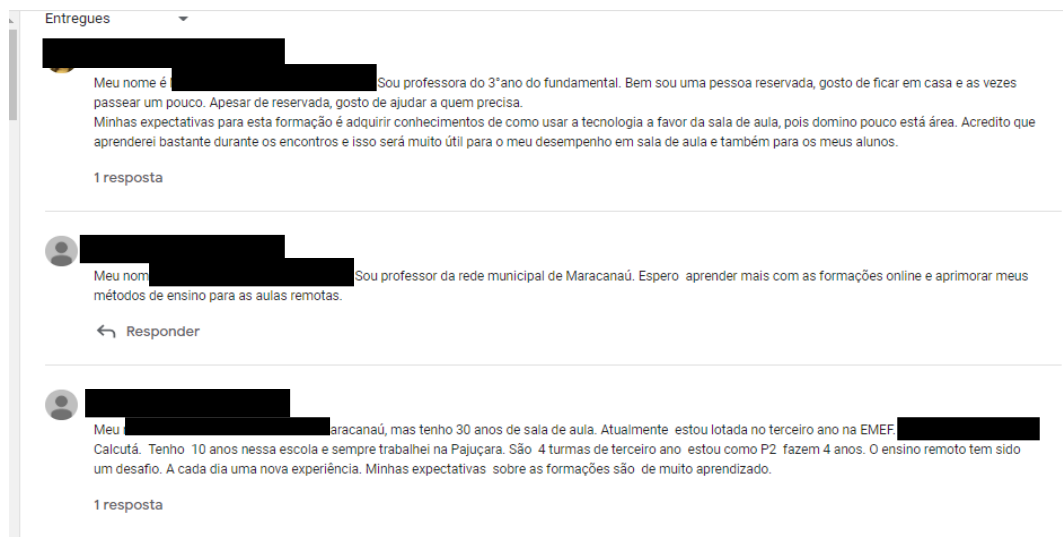 Entregues
Meu nome é Sou professora do 3°ano do fundamental. Bem sou uma pessoa reservada, gosto de ficar em casa e as vezes
passear um pouco. Apesar de reservada, gosto de ajudar a quem precisa.
Minhas expectativas para esta formação é adquirir conhecimentos de como usar a tecnologia a favor da sala de aula, pois domino pouco está área. Acredito que
aprenderei bastante durante os encontros e isso será muito útil para o meu desempenho em sala de aula e também para os meus alunos.
1 resposta
Meu nom Sou professor da rede municipal de Maracanaú. Espero aprender mais com as formações online e aprimorar meus
métodos de ensino para as aulas remotas.
Responder
Meu aracanaú, mas tenho 30 anos de sala de aula. Atualmente estou lotada no terceiro ano na EMEF.
Calcutá. Tenho 10 anos nessa escola e sempre trabalhei na Pajuçara. São 4 turmas de terceiro ano estou como P2 fazem 4 anos. O ensino remoto tem sido
um desafio. A cada dia uma nova experiência. Minhas expectativas sobre as formações são de muito aprendizado.
1 resposta